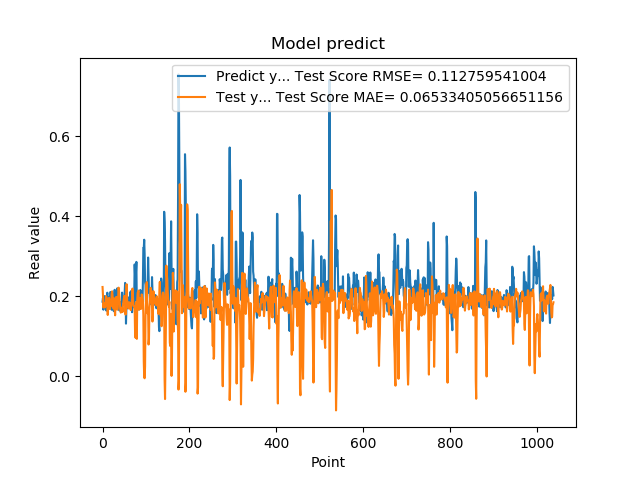 Model predict
Predict y... Test Score RMSE= 0.112759541004
Test y... Test Score MAE= 0.06533405056651156
Real value
0.6
0.4
0.2
0.0
0
200
400
600
800
1000
Point